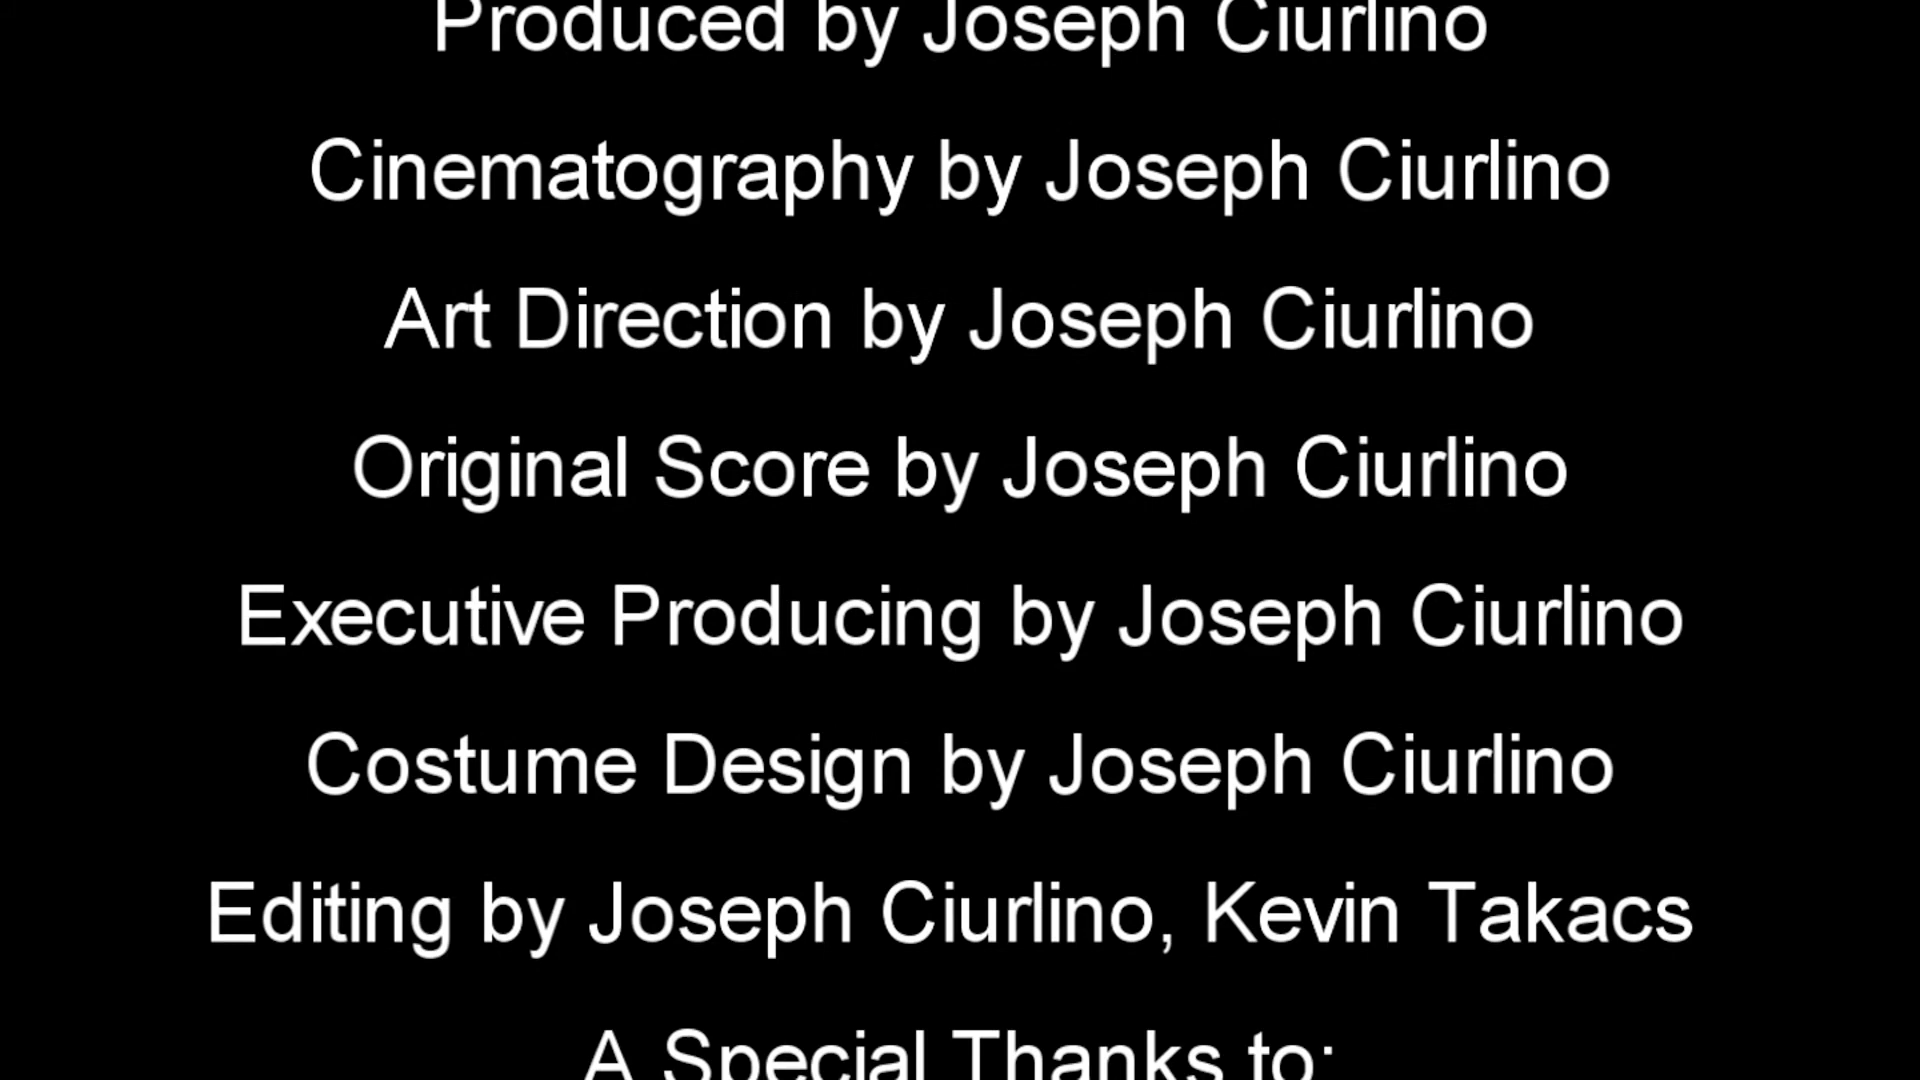 Produced by Joseph Ciurlino
Cinematography by Joseph Ciurlino
Art Direction by Joseph Ciurlino
Original Score by Joseph Ciurlino
Executive Producing by Joseph Ciurlino
Costume Design by Joseph Ciurlino
Editing by Joseph Ciurlino, Kevin Takacs
A Special Thanks to: